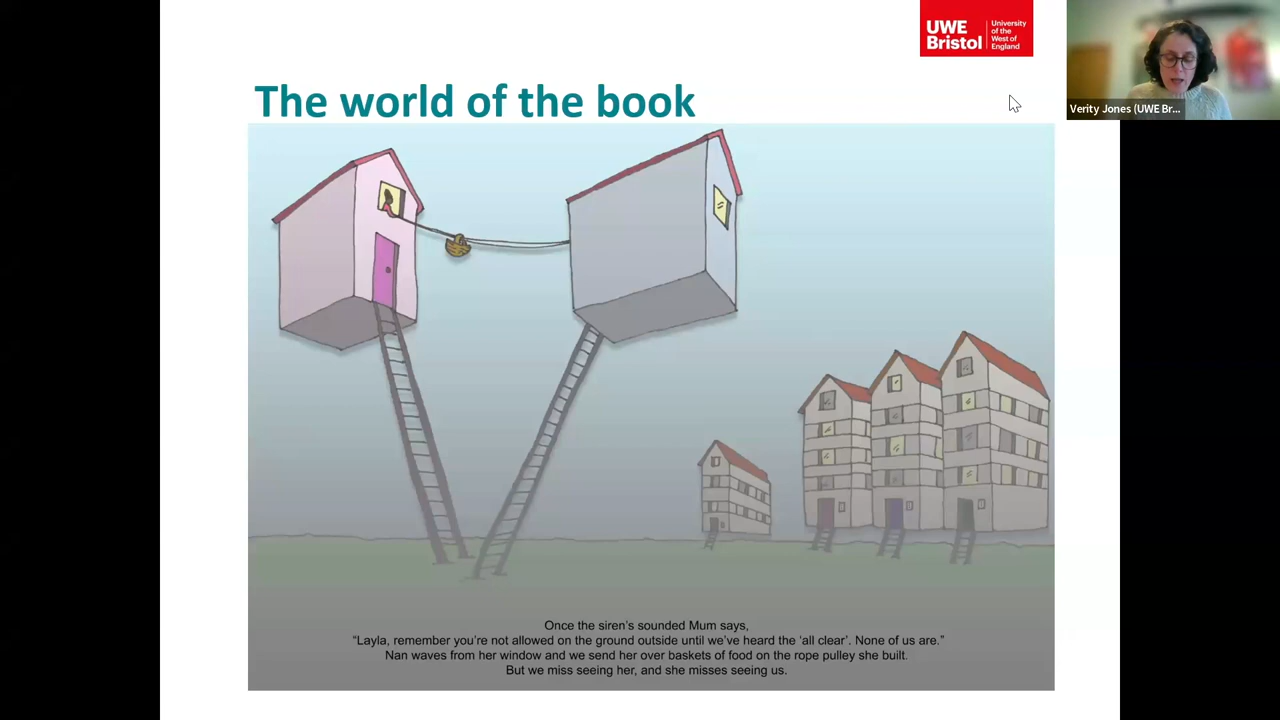 UWE
Bristol
University
of the
West of
England
Verity Jones (UWE Br...
The world of the book
Once the siren's sounded Mum says,
“Layla, remember you're not allowed on the ground outside until we've heard the ‘all clear’. None of us are.”
Nan waves from her window and we send her over baskets of food on the rope pulley she built.
But we miss seeing her, and she misses seeing us.